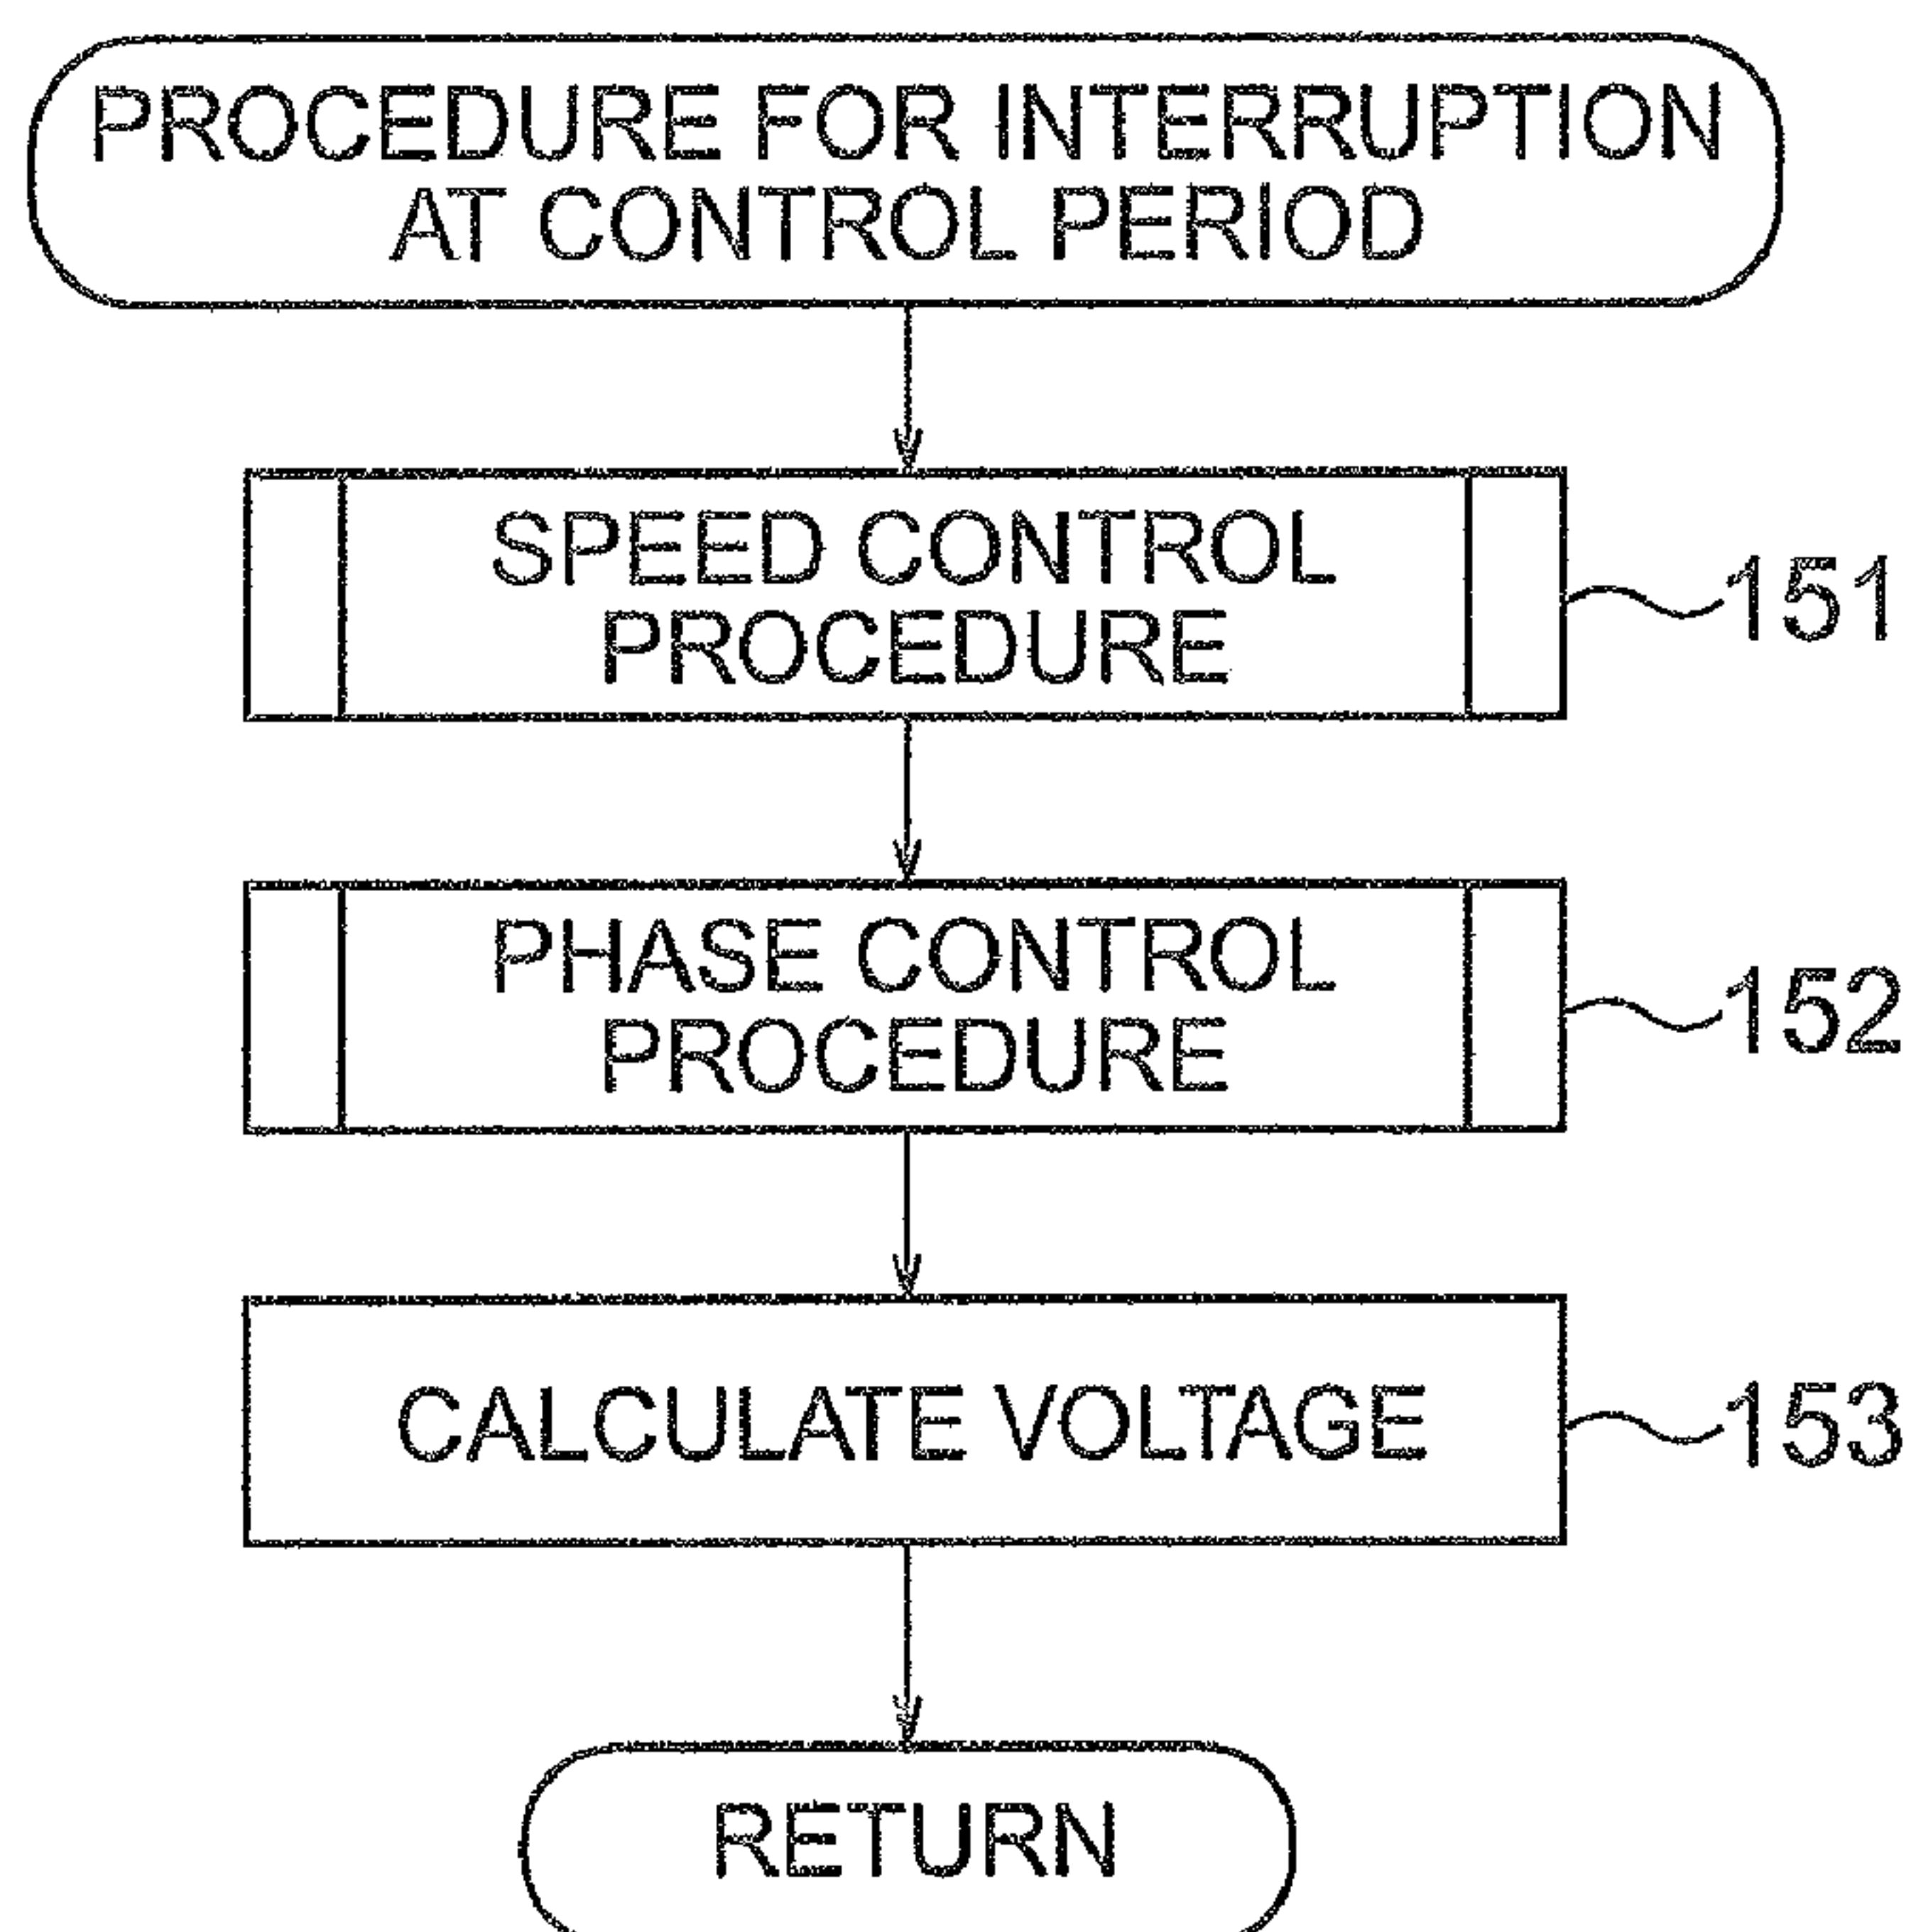 PROCEDURE FOR INTERRUPTION
AT CONTROL PERIOD
SPEED CONTROL
PROCEDURE
151
PHASE CONTROL
PROCEDURE
152
CALCULATE VOLTAGE
153
RETURN